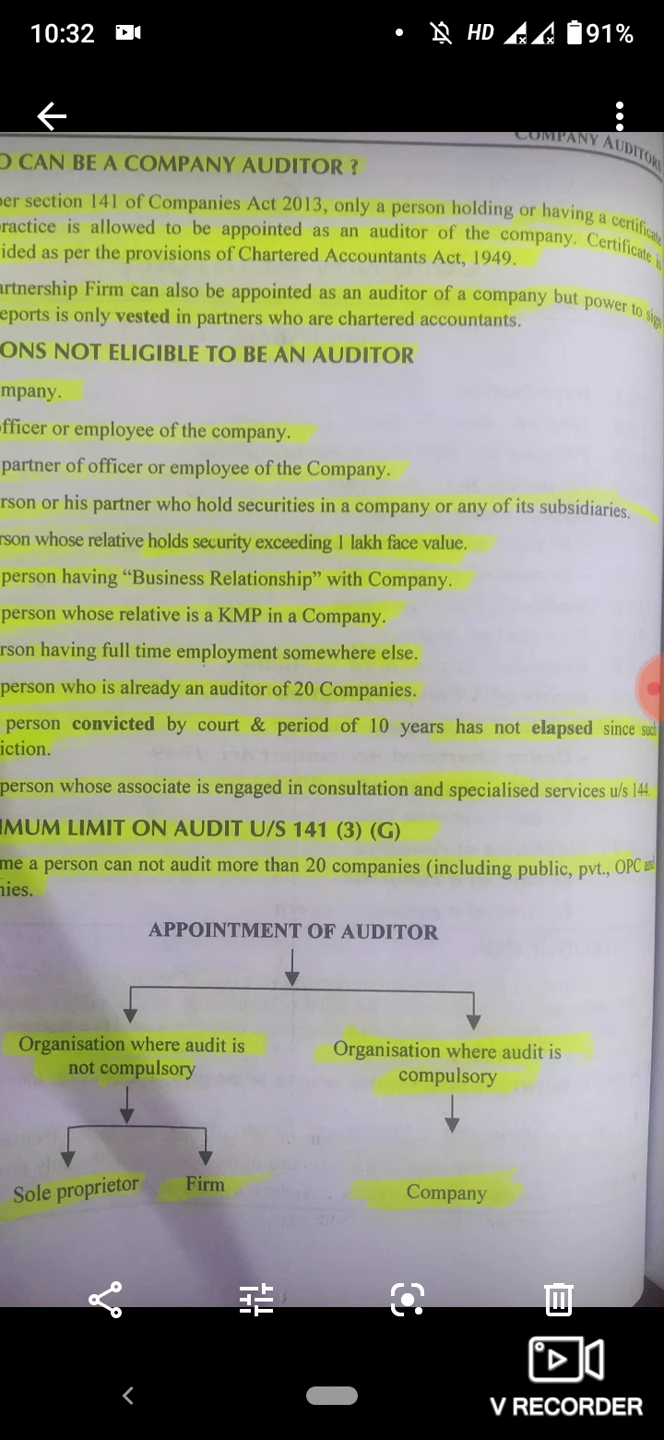 10:32
HD
91%
COMPANY AUDITORS
O CAN BE A COMPANY AUDITOR ?
er section 141 of Companies Act 2013, only a person holding or having a certificate
ractice is allowed to be appointed as an auditor of the company. Certificate is
ided as per the provisions of Chartered Accountants Act, 1949.
rtnership Firm can also be appointed as an auditor of a company but power to sign
eports is only vested in partners who are chartered accountants.
ONS NOT ELIGIBLE TO BE AN AUDITOR
mpany.
fficer or employee of the company.
partner of officer or employee of the Company.
rson or his partner who hold securities in a company or any of its subsidiaries.
rson whose relative holds security exceeding 1 lakh face value.
person having “Business Relationship” with Company.
person whose relative is a KMP in a Company.
rson having full time employment somewhere else.
person who is already an auditor of 20 Companies.
person convicted by court & period of 10 years has not elapsed since such
iction.
person whose associate is engaged in consultation and specialised services u/s 144.
IMUM LIMIT ON AUDIT U/S 141 (3) (G)
me a person can not audit more than 20 companies (including public, pvt., OPC and
nies.
APPOINTMENT OF AUDITOR
Organisation where audit is
not compulsory
Organisation where audit is
compulsory
Sole proprietor
Firm
Company
V RECORDER